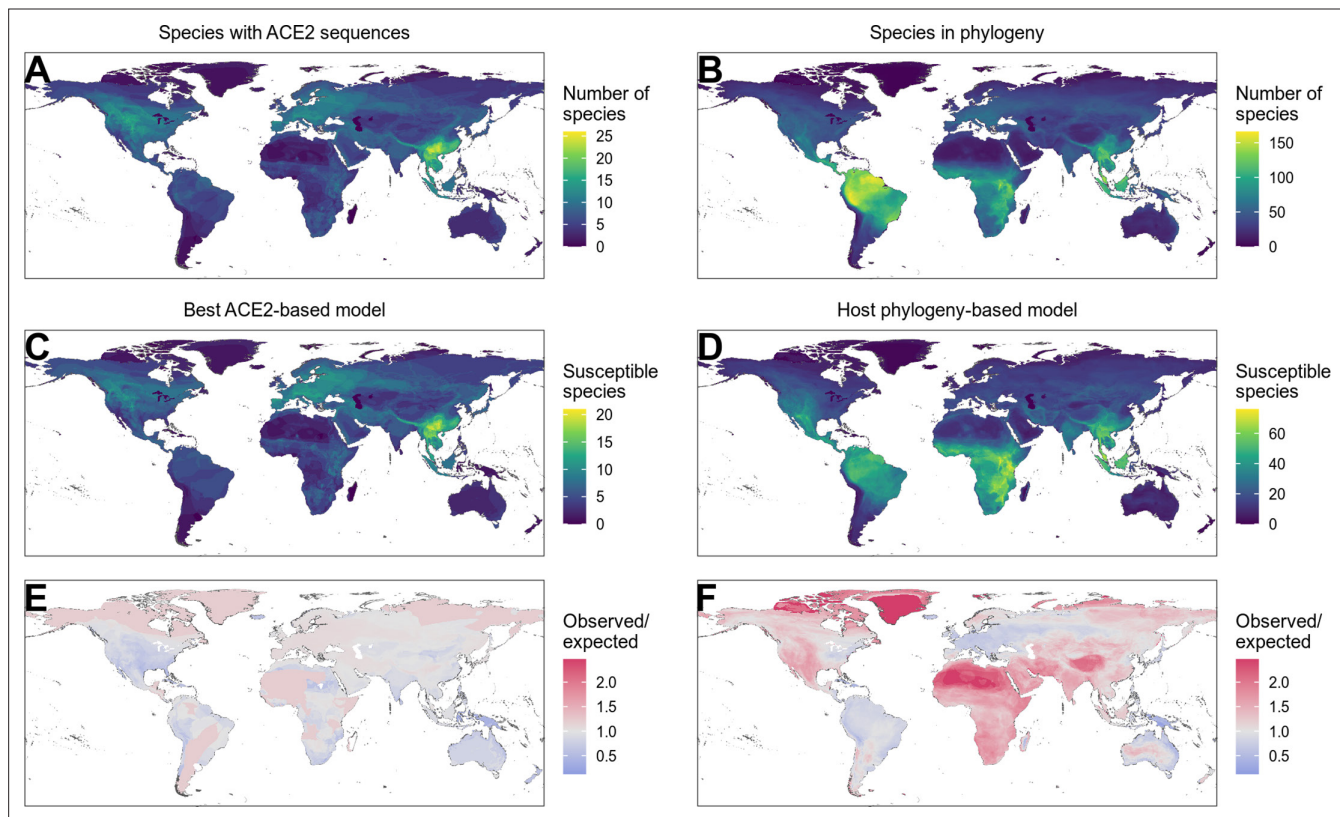 Species with ACE2 sequences
A
Number of
species
25
20
15
10
5
0
Species in phylogeny
B
Number of
species
150
100
50
0
Best ACE2-based model
C
Susceptible
species
20
15
10
5
0
Host phylogeny-based model
D
Susceptible
species
60
40
20
0
E
Observed/
expected
2.0
1.5
1.0
0.5
F
Observed/
expected
2.0
1.5
1.0
0.5